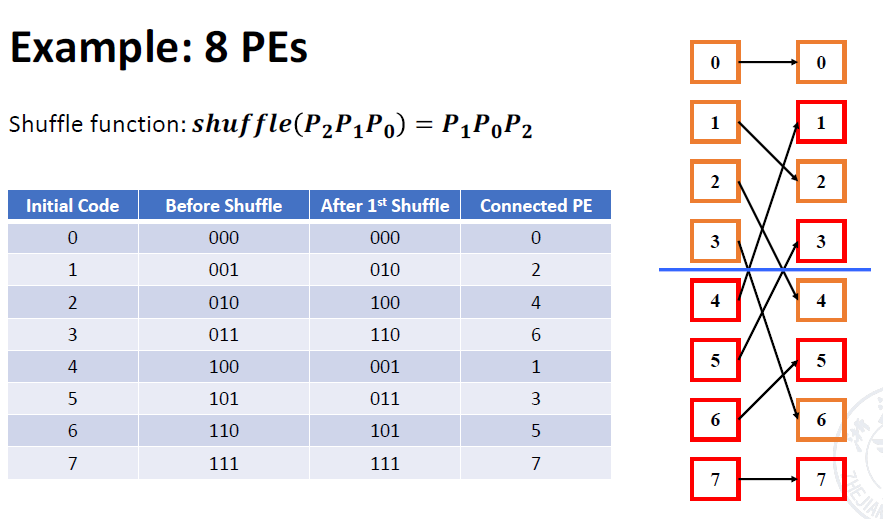 Example: 8 PEs
Shuffle function: shuffle(P₂P₁P₀) = P₁P₀P₂
Initial Code Before Shuffle After 1st Shuffle Connected PE
0 000 000 0
1 001 010 2
2 010 100 4
3 011 110 6
4 100 001 1
5 101 011 3
6 110 101 5
7 111 111 7
0 0
1 1
2 2
3 3
4 4
5 5
6 6
7 7